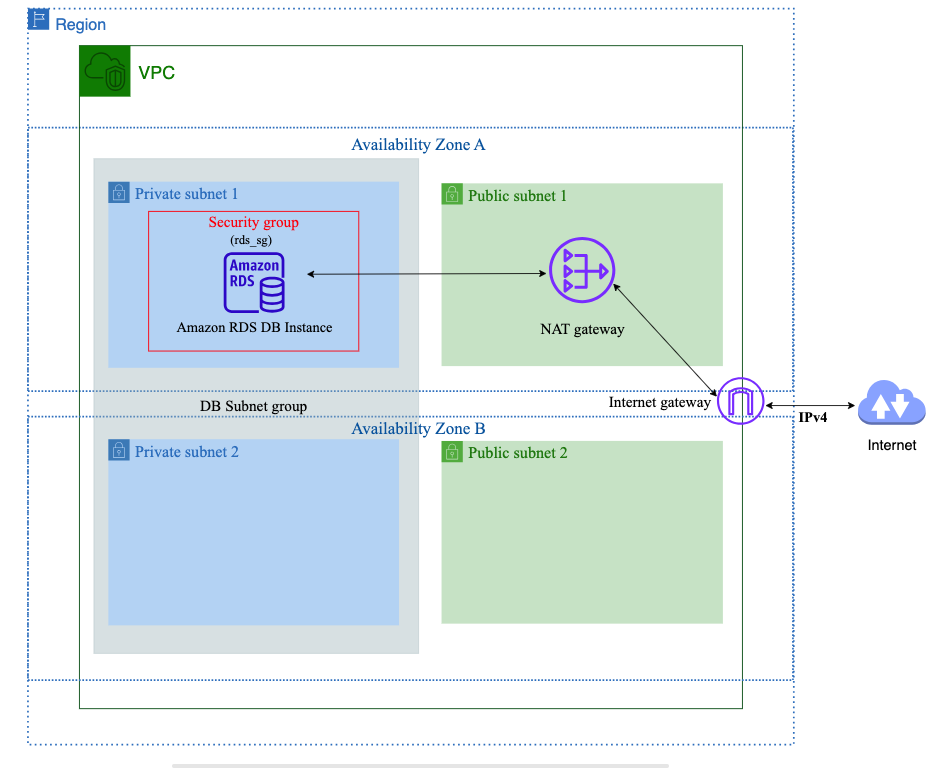 Region
VPC
Availability Zone A
Private subnet 1
Public subnet 1
Security group
(rds_sg)
Amazon
RDS
Amazon RDS DB Instance
NAT gateway
DB Subnet group
Internet gateway
IPv4
Internet
Availability Zone B
Private subnet 2
Public subnet 2